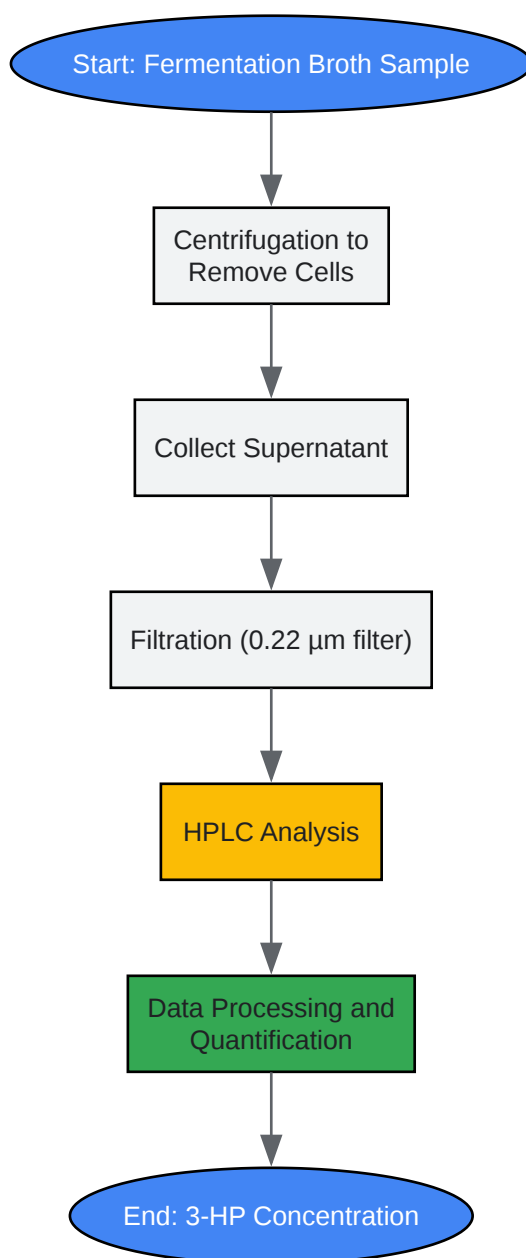 Start: Fermentation Broth Sample
Centrifugation to
Remove Cells
Collect Supernatant
Filtration (0.22 µm filter)
HPLC Analysis
Data Processing and
Quantification
End: 3-HP Concentration